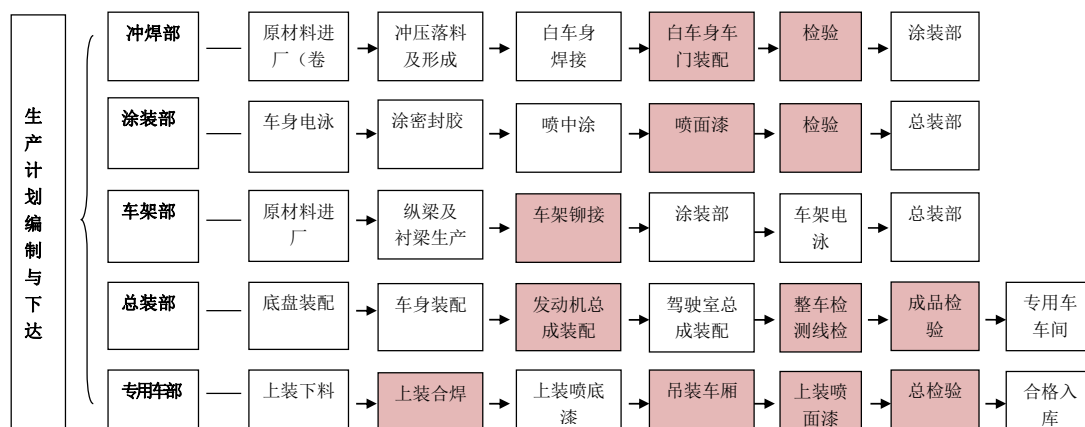 生产计划编制与下达
冲焊部
原材料进
厂（卷
冲压落料
及形成
白车身
焊接
白车身车
门装配
检验
涂装部
涂装部
车身电泳
涂密封胶
喷中涂
喷面漆
检验
总装部
车架部
原材料进
厂
纵梁及
衬梁生产
车架铆接
涂装部
车架电
泳
总装部
总装部
底盘装配
车身装配
发动机总
成装配
驾驶室总
成装配
整车检
测线检
成品检
验
专用车
车间
专用车部
上装下料
上装合焊
上装喷底
漆
吊装车厢
上装喷
面漆
总检验
合格入
库